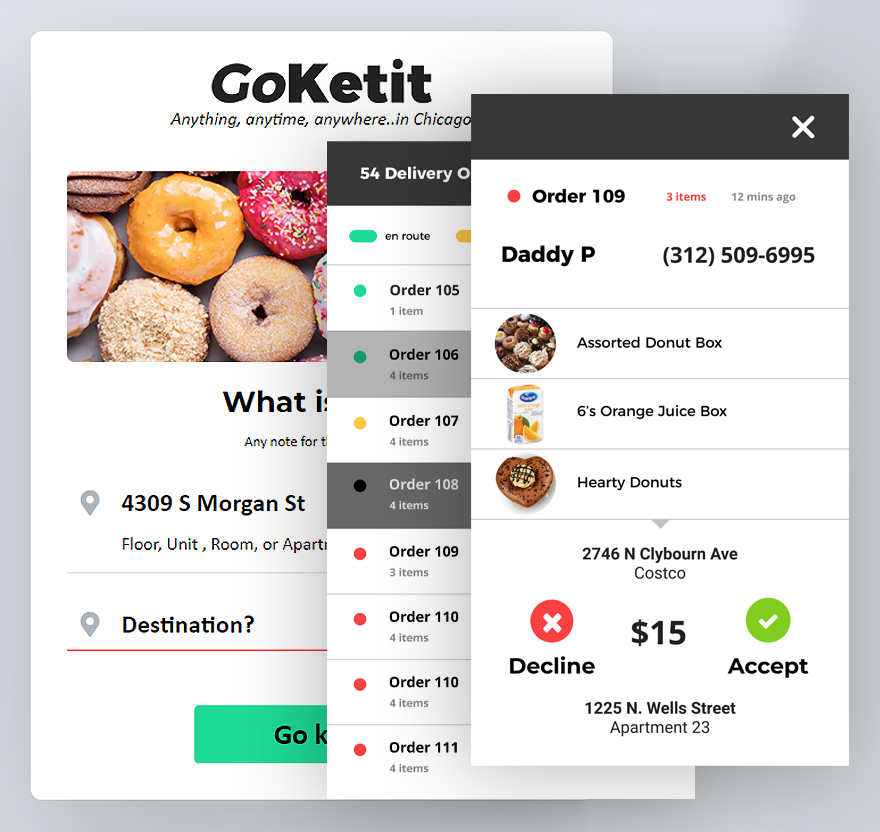 GoKetit
Anything, anytime, anywhere..in Chicago
What is
Any note for
4309 S Morgan St
Floor, Unit , Room, or
Destination?
Go
54 Delivery
en route
Order 105
1 item
Order 106
4 items
Order 107
4 items
Order 108
4 items
Order 109
3 items
Order 110
4 items
Order 110
4 items
Order 111
4 items
Order 109 3 items 12 mins ago
Daddy P (312) 509-6995
Assorted Donut Box
6's Orange Juice Box
Hearty Donuts
2746 N Clybourn Ave
Costco
$15
Decline Accept
1225 N. Wells Street
Apartment 23